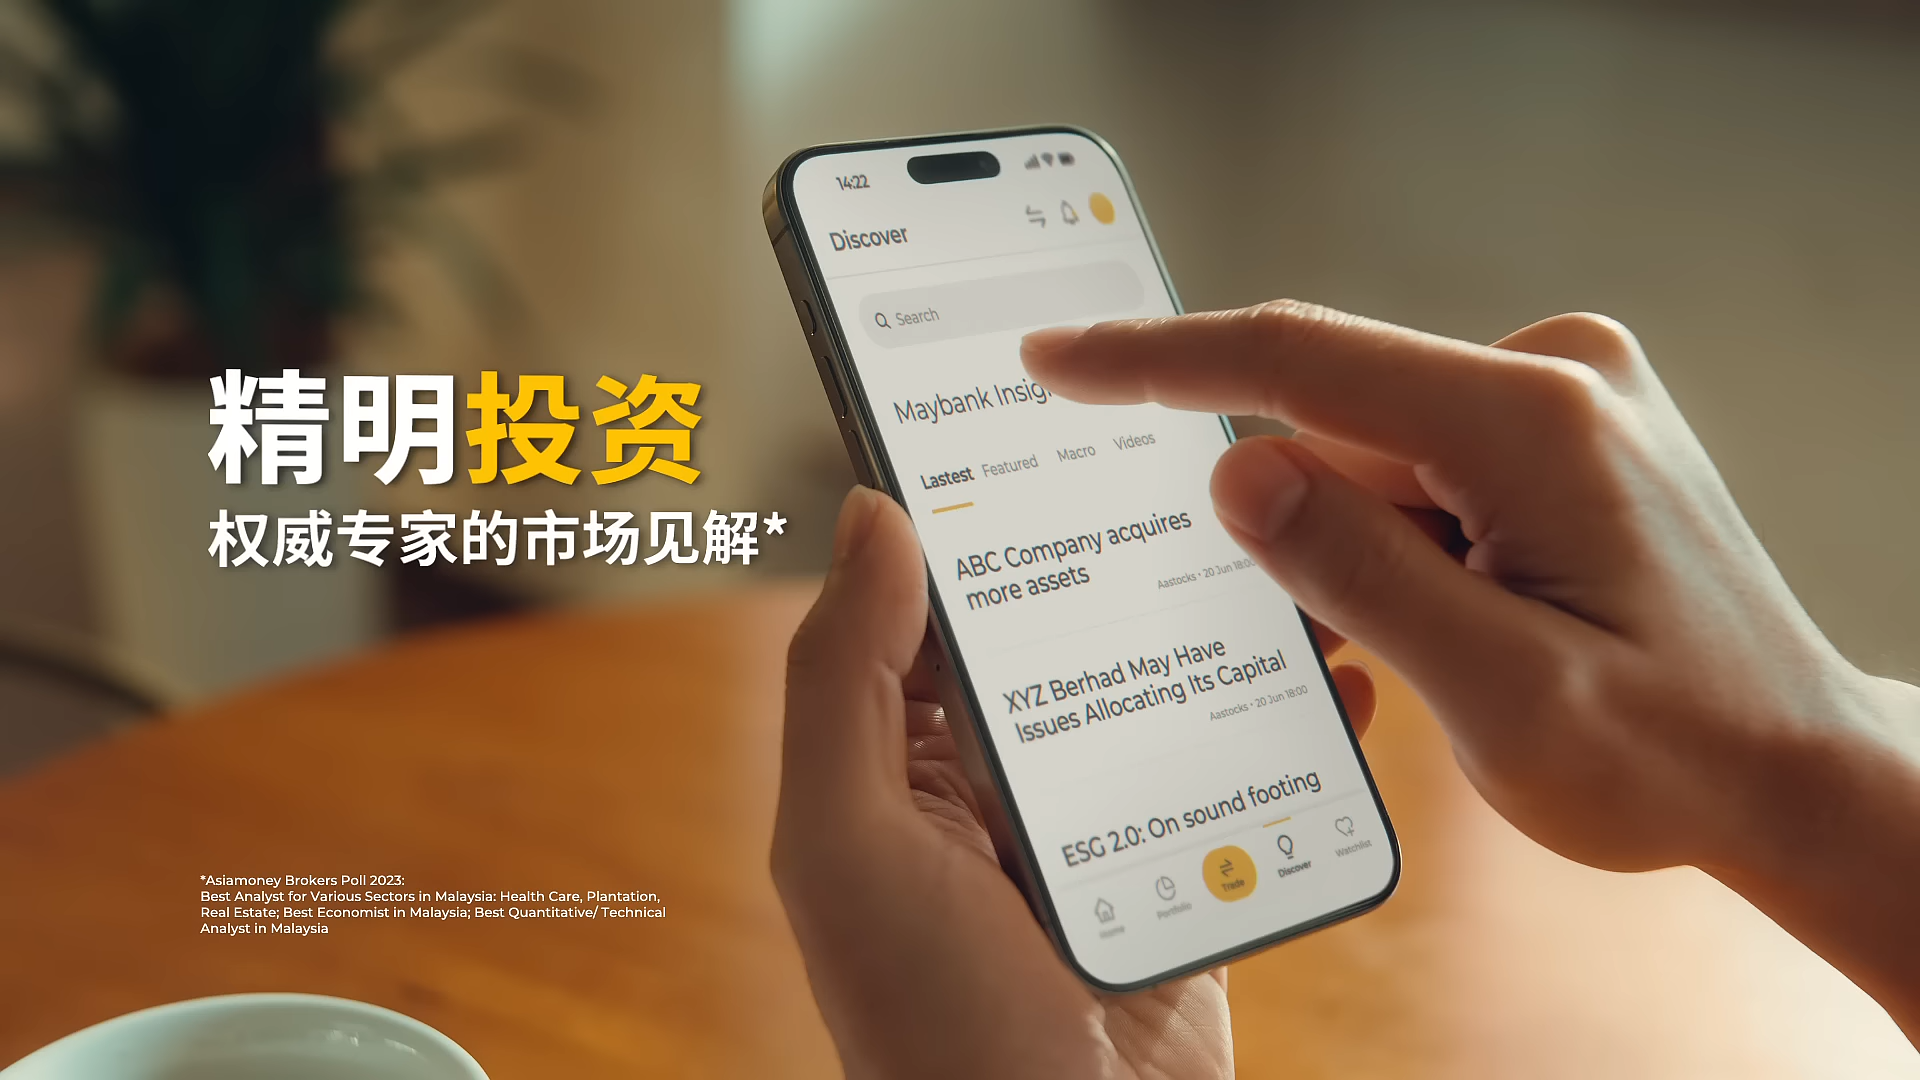 精明投资
权威专家的市场见解*
*Asiamoney Brokers Poll 2023:
Best Analyst for Various Sectors in Malaysia: Health Care, Plantation,
Real Estate; Best Economist in Malaysia; Best Quantitative/ Technical
Analyst in Malaysia
14:22
Discover
Search
Maybank Insig
Lastest Featured Macro Videos
ABC Company acquires
more assets
Aastocks • 20 Jun 18:00
XYZ Berhad May Have
Issues Allocating Its Capital
Aastocks • 20 Jun 18:00
ESG 2.0: On sound footing
Home Portfolio Trade Discover Watchlist